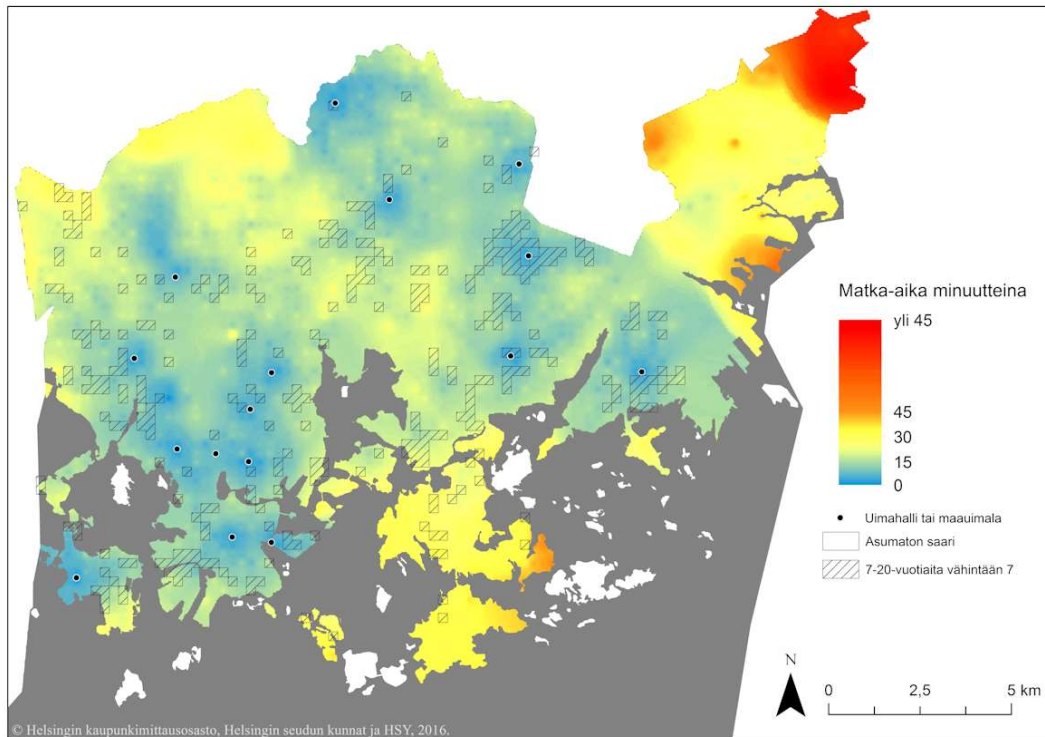 Matka-aika minuutteina
yli 45
45
30
15
0
Uimahalli tai maauimala
Asumaton saari
7-20-vuotiaita vähintään 7
N
0 2,5 5 km
© Helsingin kaupunkimittausosasto, Helsingin seudun kunnat ja HSY, 2016.